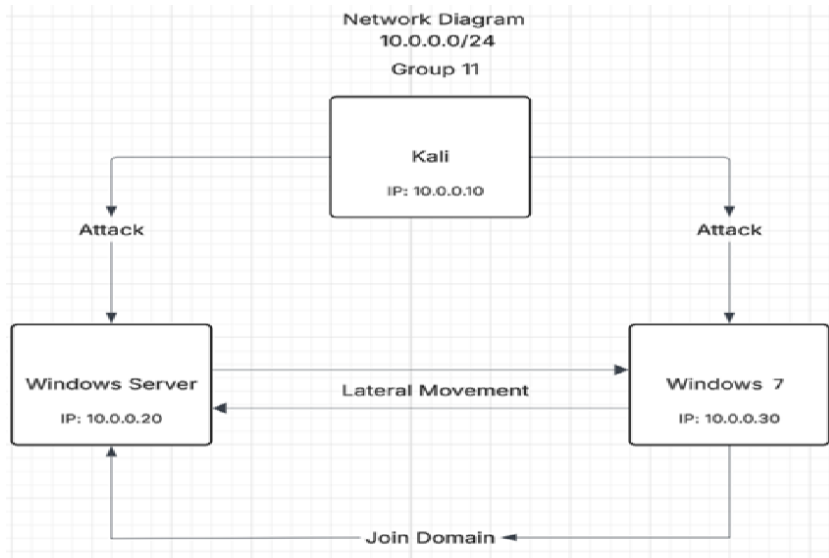 Network Diagram
10.0.0.0/24
Group 11
Kali
IP: 10.0.0.10
Attack
Attack
Windows Server
IP: 10.0.0.20
Lateral Movement
Windows 7
IP: 10.0.0.30
Join Domain